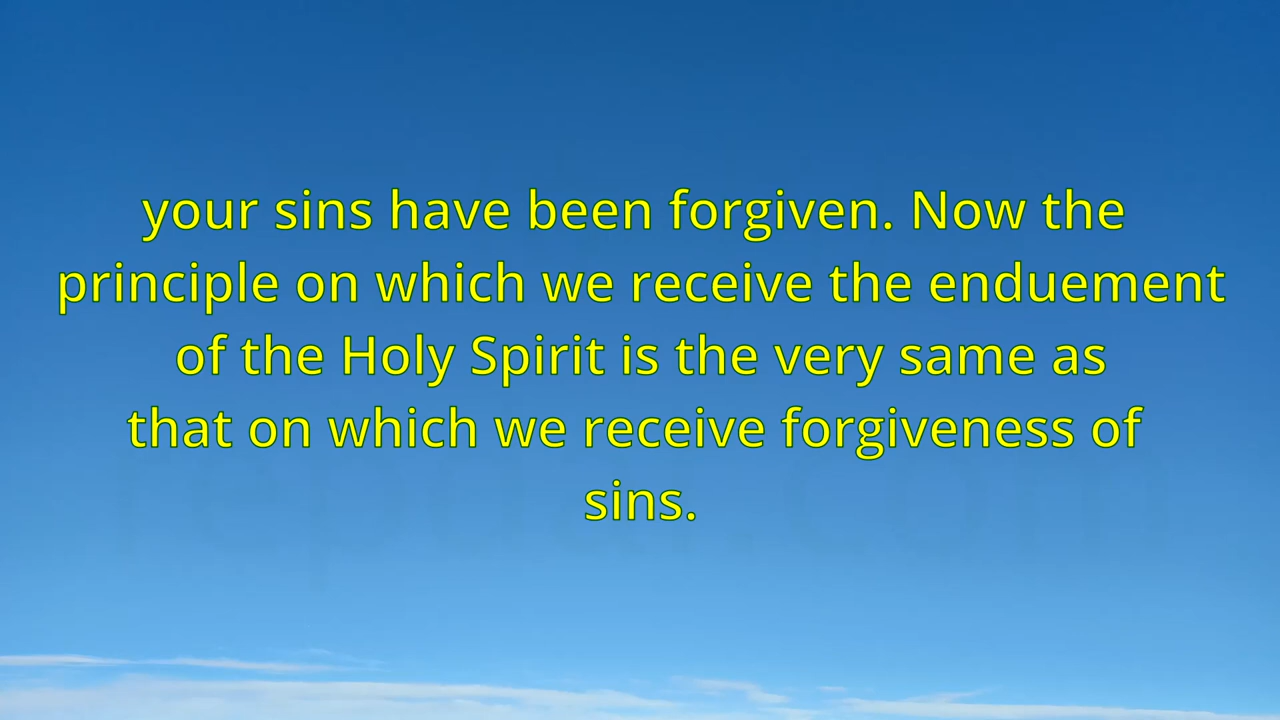 your sins have been forgiven. Now the
principle on which we receive the enduement
of the Holy Spirit is the very same as
that on which we receive forgiveness of
sins.